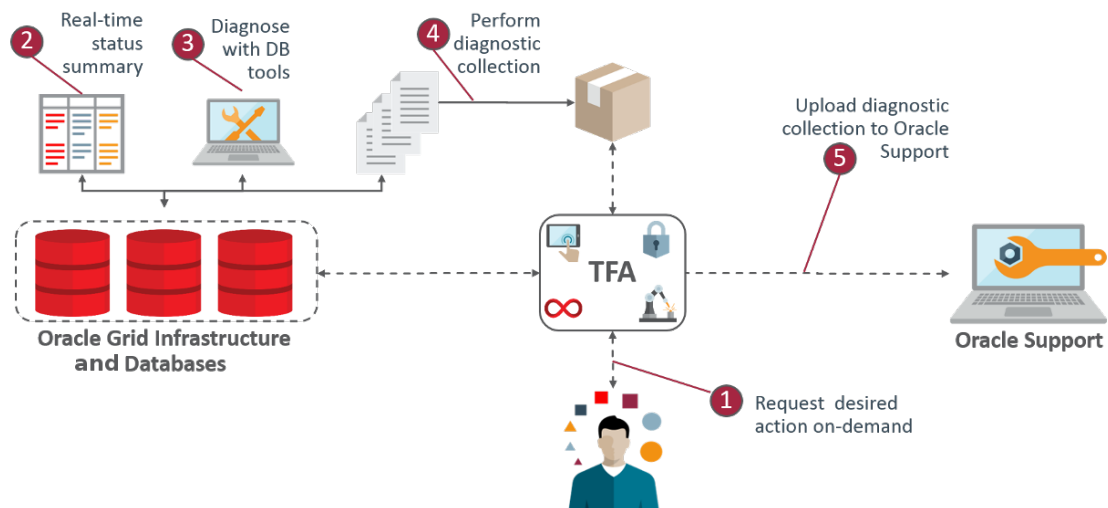 2
Real-time
status
summary
3
Diagnose
with DB
tools
4
Perform
diagnostic
collection
Upload diagnostic
collection to Oracle
Support
5
TFA
Oracle Grid Infrastructure
and Databases
Oracle Support
1
Request desired
action on-demand